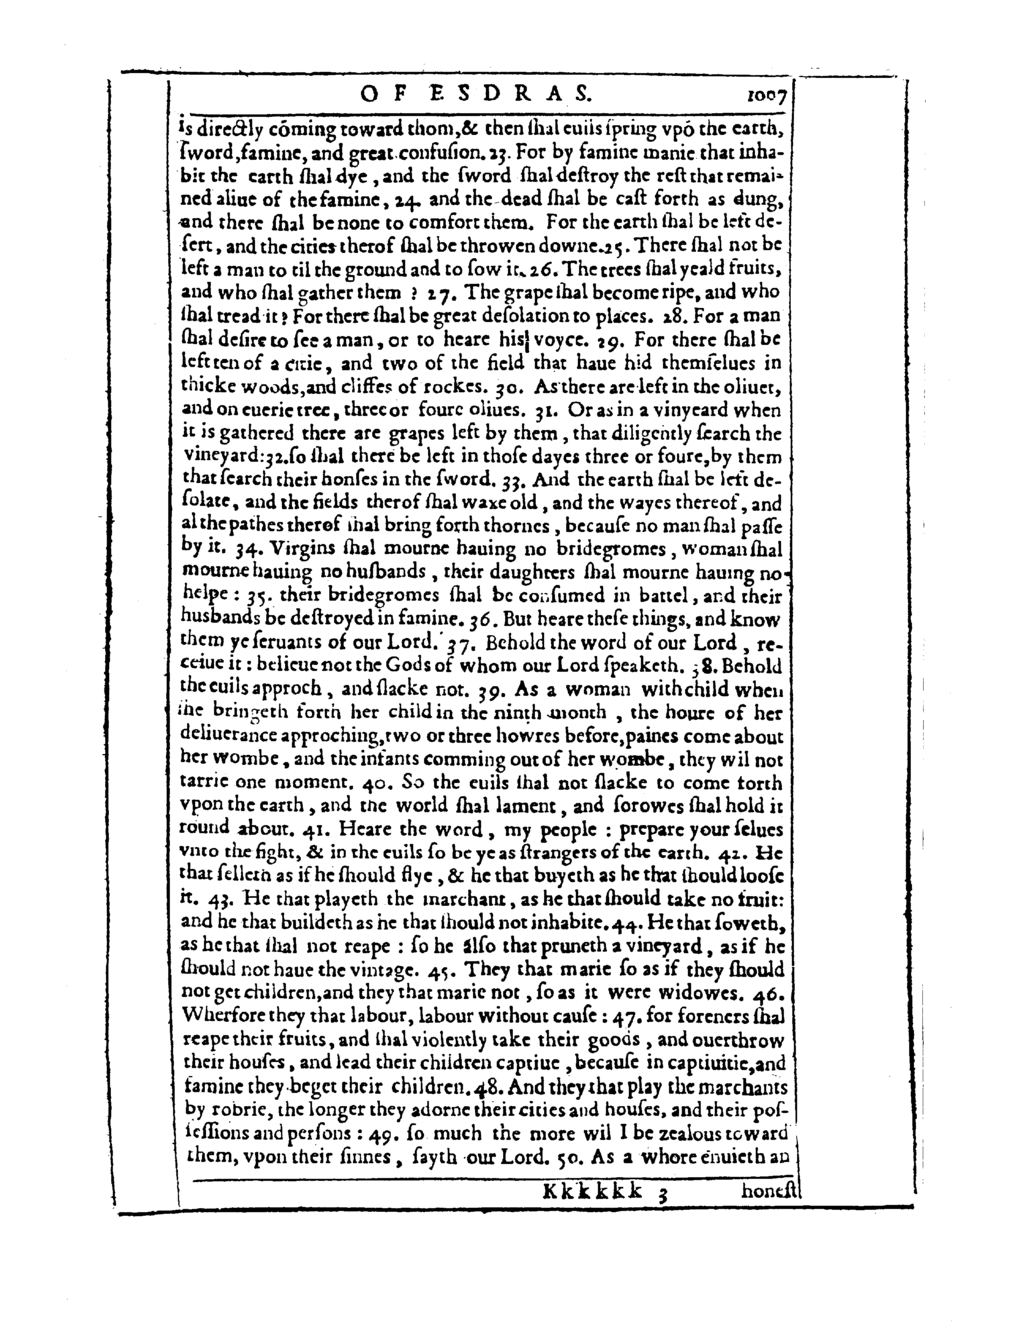 OF ESDRAS. 1007
is directly cōming toward thom,& then ſhal euils ſpring vpō the earth,
ſword,famine, and great confuſion. 23. For by famine manie that inha-
bit the earth ſhal dye , and the ſword ſhal deſtroy the reſt that remai-
ned aliue of the famine, 24. and the dead ſhal be caſt forth as dung,
and there ſhal be none to comfort them. For the earth ſhal be left de-
ſert, and the cities therof ſhal be throwen downe. 25. There ſhal not be
left a man to til the ground and to ſow it. 26. The trees ſhal yeald fruits,
and who ſhal gather them ? 27. The grape ſhal become ripe, and who
ſhal tread it ? For there ſhal be great deſolation to places. 28. For a man
ſhal deſire to ſee a man, or to heare his voyce. 29. For there ſhal be
left ten of a citie, and two of the field that haue hid themſelues in
thicke woods,and cliffes of rockes. 30. As there are left in the oliuet,
and on euerie tree, three or foure oliues. 31. Or as in a vinyeard when
it is gathered there are grapes left by them , that diligently ſearch the
vineyard:32.ſo ſhal there be left in thoſe dayes three or foure,by them
that ſearch their honſes in the ſword. 33. And the earth ſhal be left de-
ſolate, and the fields therof ſhal waxe old , and the wayes thereof, and
al the pathes therof ſhal bring forth thornes , becauſe no man ſhal paſſe
by it. 34. Virgins ſhal mourne hauing no bridegromes , woman ſhal
mourne hauing no huſbands , their daughters ſhal mourne hauing no
helpe : 35. their bridegromes ſhal be conſumed in battel, and their
husbands be deſtroyed in famine. 36. But heare theſe things, and know
them ye ſeruants of our Lord. 37. Behold the word of our Lord , re-
ceiue it : belieue not the Gods of whom our Lord ſpeaketh. 38. Behold
the euils approch , and ſlacke not. 39. As a woman with child when
ſhe bringeth forth her child in the ninth month , the houre of her
deliuerance approching,two or three howres before,paines come about
her wombe , and the infants comming out of her wombe, they wil not
tarrie one moment. 40. So the euils ſhal not ſlacke to come forth
vpon the earth , and the world ſhal lament , and ſorowes ſhal hold it
round about. 41. Heare the word , my people : prepare your ſelues
vnto the fight, & in the euils ſo be ye as ſtrangers of the earth. 42. He
that ſelleth as if he ſhould flye , & he that buyeth as he that ſhould looſe
it. 43. He that playeth the marchant, as he that ſhould take no fruit:
and he that buildeth as he that ſhould not inhabite. 44. He that ſoweth,
as he that ſhal not reape : ſo he alſo that pruneth a vineyard, as if he
ſhould not haue the vintage. 45. They that marie ſo as if they ſhould
not get children,and they that marie not , ſo as it were widowes. 46.
Wherfore they that labour, labour without cauſe : 47. for foreners ſhal
reape their fruits, and ſhal violently take their goods , and ouerthrow
their houſes , and lead their children captiue , becauſe in captiuitie,and
famine they beget their children. 48. And they that play the marchants
by robrie, the longer they adorne their cities and houſes, and their poſ-
ſeſſions and perſons : 49. ſo much the more wil I be zealous toward
them, vpon their ſinnes , ſayth our Lord. 50. As a whore enuieth an
Kkkkkk 3 honeſt